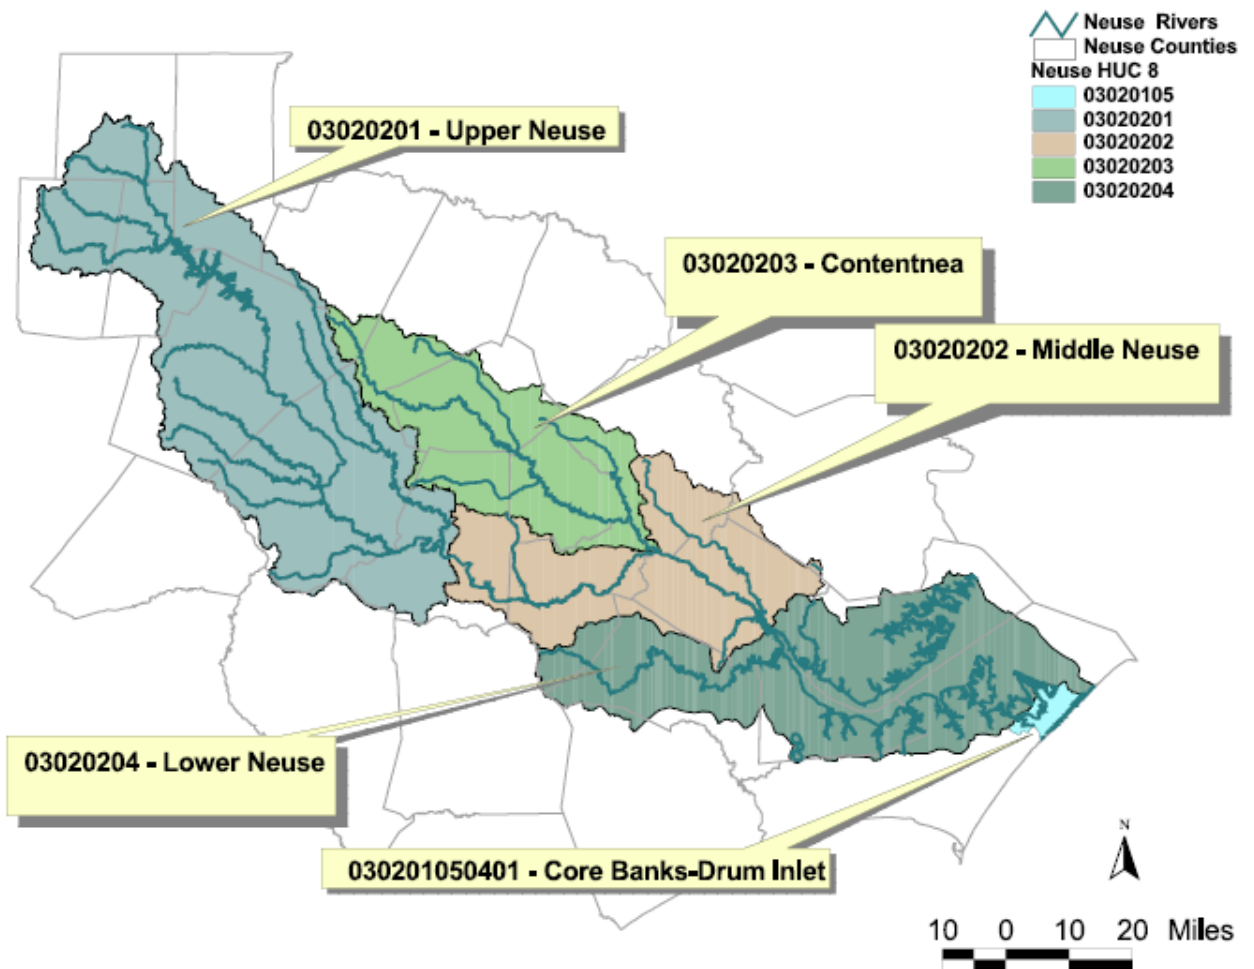 Neuse Rivers
Neuse Counties
Neuse HUC 8
03020105
03020201
03020202
03020203
03020204
03020201 - Upper Neuse
03020203 - Contentnea
03020202 - Middle Neuse
03020204 - Lower Neuse
030201050401 - Core Banks-Drum Inlet
N
10 0 10 20 Miles